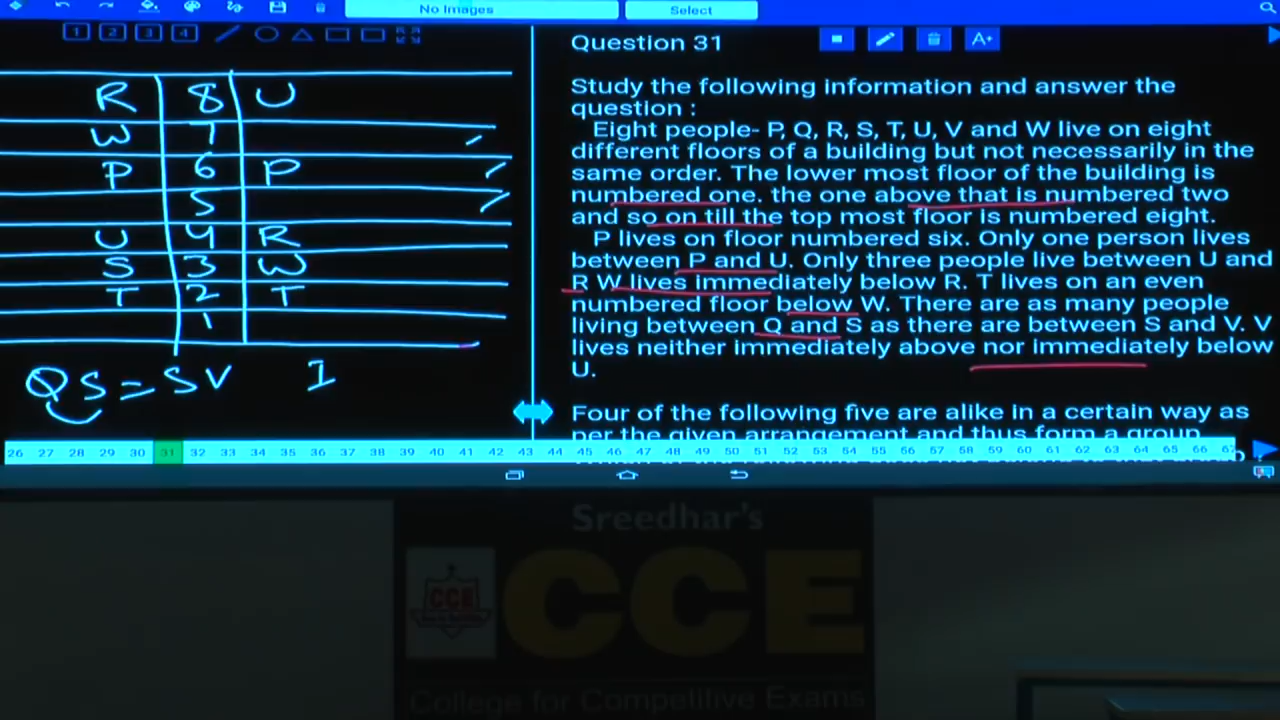 No Images Select
1 2 3 4
A+
R 8 U
W 7
P 6 P
5
U 4 R
S 3 W
T 2 T
1
QS = SV I
Question 31
Study the following information and answer the
question :
Eight people- P, Q, R, S, T, U, V and W live on eight
different floors of a building but not necessarily in the
same order. The lower most floor of the building is
numbered one. the one above that is numbered two
and so on till the top most floor is numbered eight.
P lives on floor numbered six. Only one person lives
between P and U. Only three people live between U and
R W lives immediately below R. T lives on an even
numbered floor below W. There are as many people
living between Q and S as there are between S and V. V
lives neither immediately above nor immediately below
U.
Four of the following five are alike in a certain way as
per the given arrangement and thus form a group
26 27 28 29 30 31 32 33 34 35 36 37 38 39 40 41 42 43 44 45 46 47 48 49 50 51 52 53 54 55 56 57 58 59 60 61 62 63 64 65 66
Sreedhar's
CCE
CCE
College for Competitive Exams